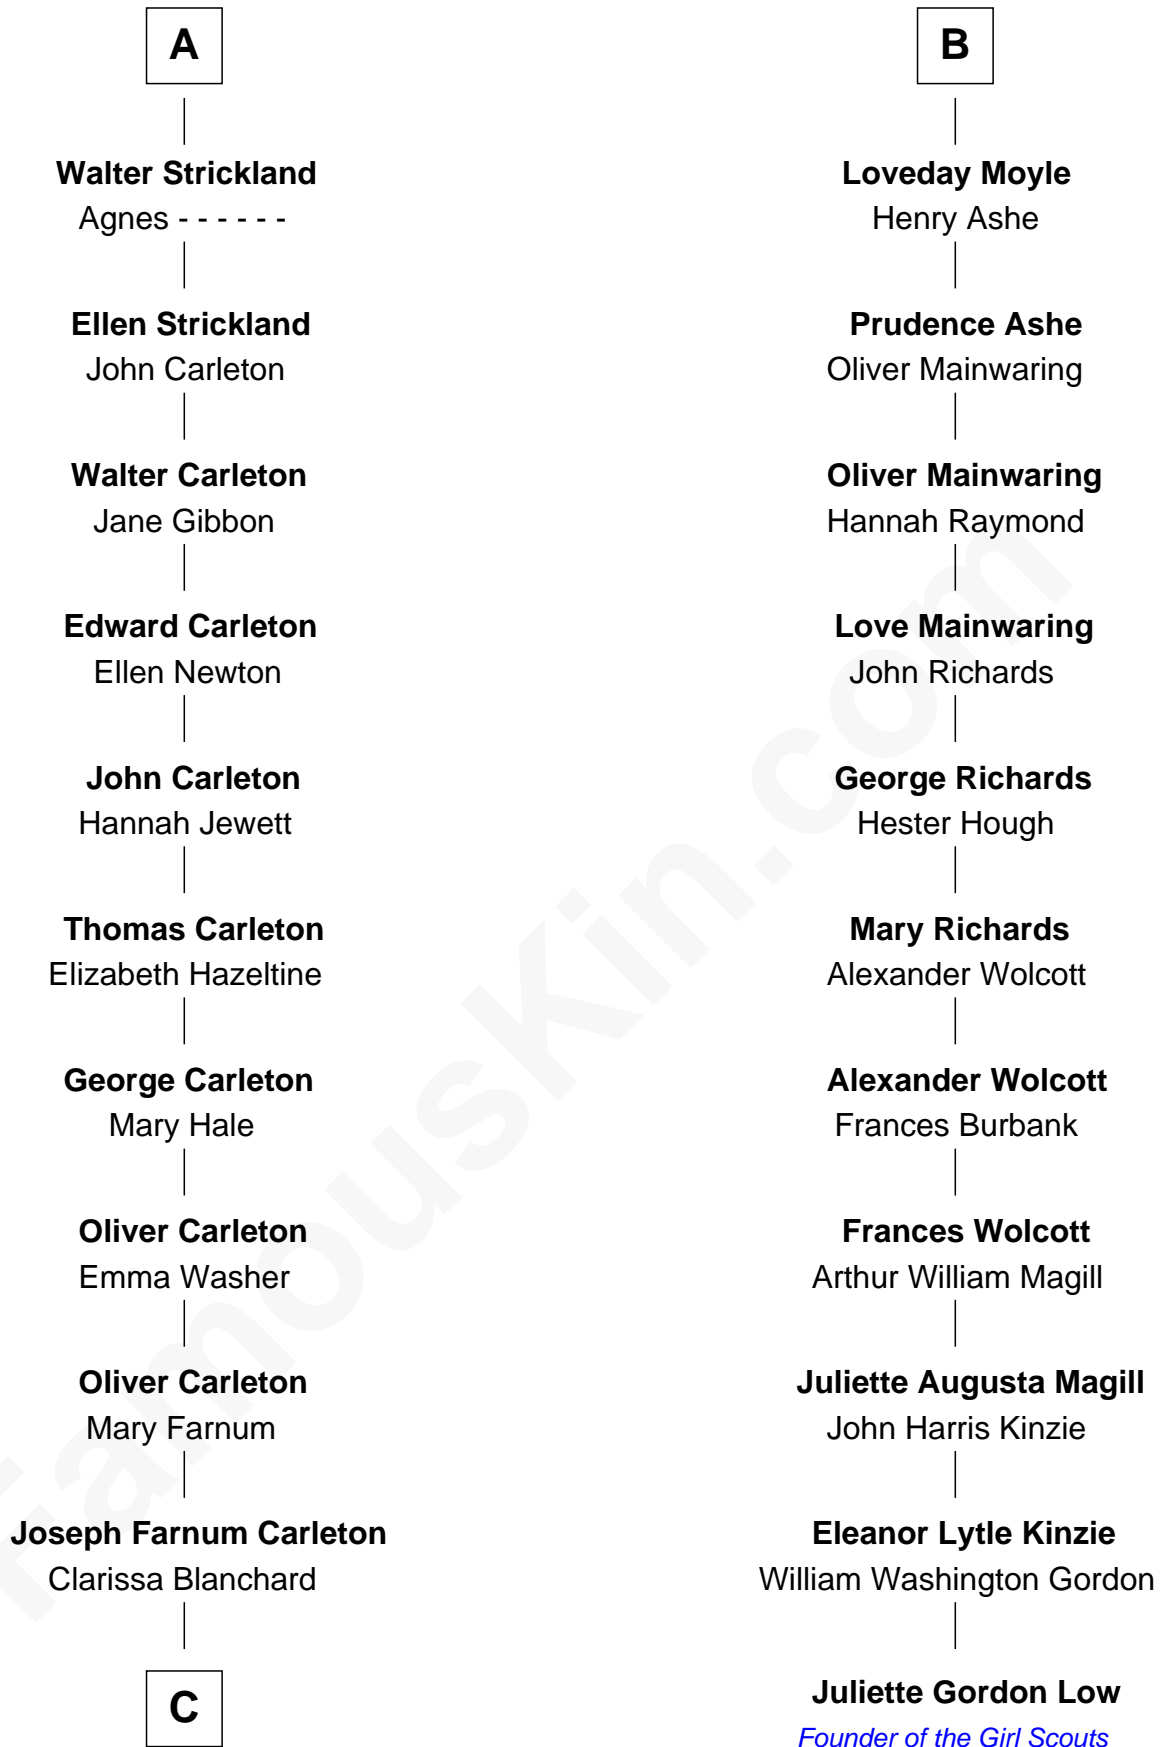 A
Walter Strickland
Agnes - - - - - -
Ellen Strickland
John Carleton
Walter Carleton
Jane Gibbon
Edward Carleton
Ellen Newton
John Carleton
Hannah Jewett
Thomas Carleton
Elizabeth Hazeltine
George Carleton
Mary Hale
Oliver Carleton
Emma Washer
Oliver Carleton
Mary Farnum
Joseph Farnum Carleton
Clarissa Blanchard
C
B
Loveday Moyle
Henry Ashe
Prudence Ashe
Oliver Mainwaring
Oliver Mainwaring
Hannah Raymond
Love Mainwaring
John Richards
George Richards
Hester Hough
Mary Richards
Alexander Wolcott
Alexander Wolcott
Frances Burbank
Frances Wolcott
Arthur William Magill
Juliette Augusta Magill
John Harris Kinzie
Eleanor Lytle Kinzie
William Washington Gordon
Juliette Gordon Low
Founder of the Girl Scouts
FamousKin.com